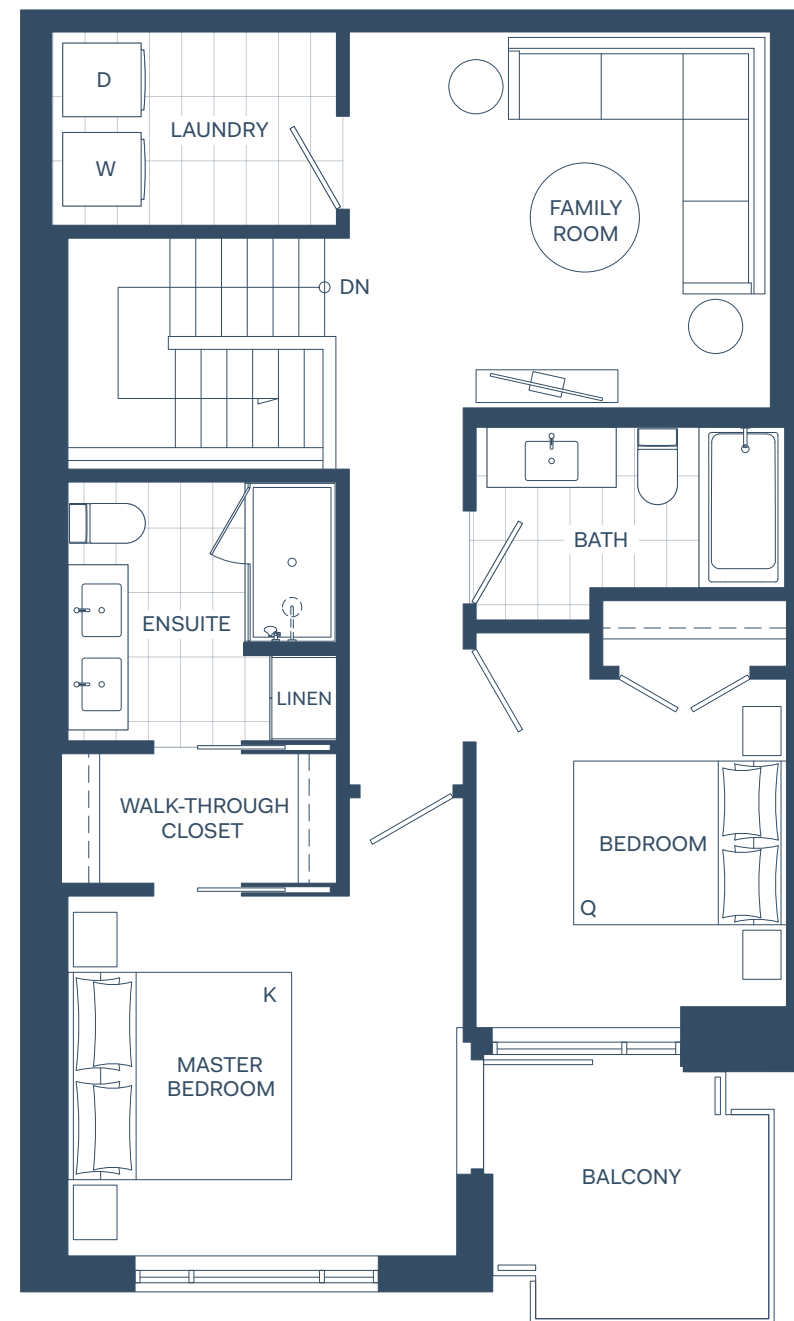 D
LAUNDRY
W
FAMILY
ROOM
DN
BATH
ENSUITE
LINEN
WALK-THROUGH
CLOSET
BEDROOM
Q
K
MASTER
BEDROOM
BALCONY